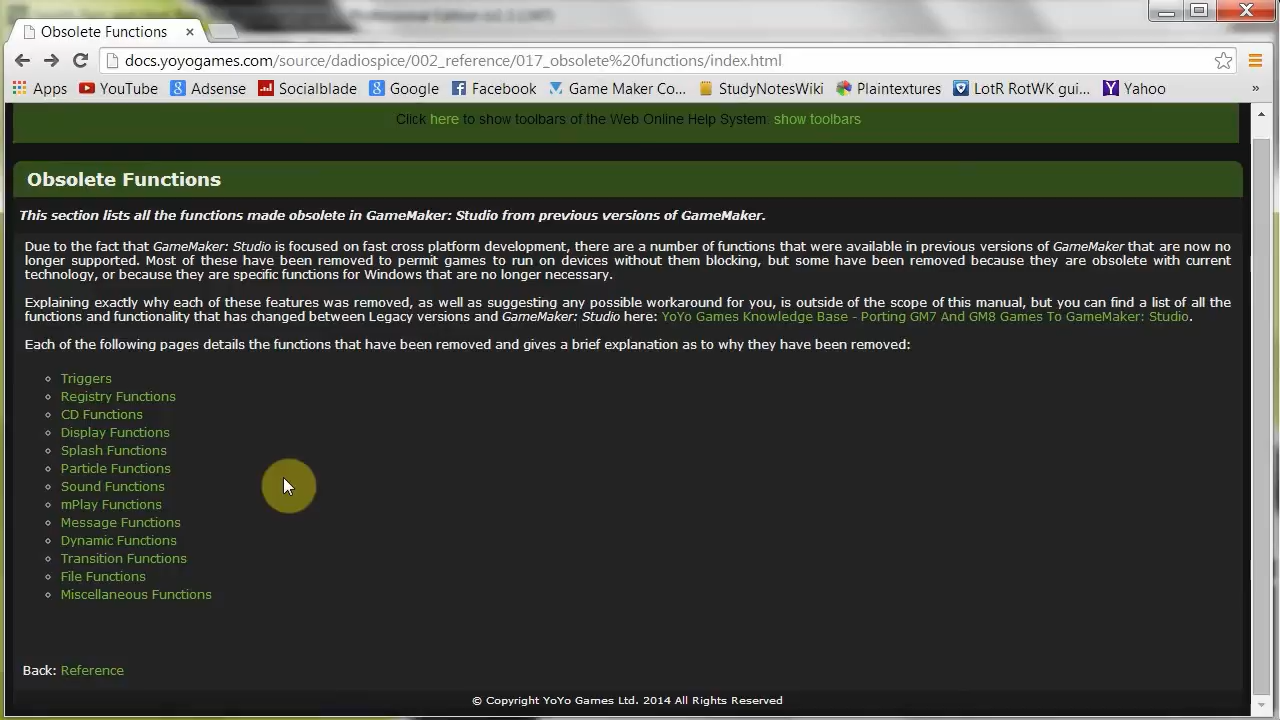 Obsolete Functions
docs.yoyogames.com/source/dadiospice/002_reference/017_obsolete%20functions/index.html
Apps YouTube Adsense Socialblade Google Facebook Game Maker Co... StudyNotesWiki Plaintextures LotR RotWK gui... Yahoo »
Click here to show toolbars of the Web Online Help System: show toolbars
Obsolete Functions
This section lists all the functions made obsolete in GameMaker: Studio from previous versions of GameMaker.
Due to the fact that GameMaker: Studio is focused on fast cross platform development, there are a number of functions that were available in previous versions of GameMaker that are now no
longer supported. Most of these have been removed to permit games to run on devices without them blocking, but some have been removed because they are obsolete with current
technology, or because they are specific functions for Windows that are no longer necessary.
Explaining exactly why each of these features was removed, as well as suggesting any possible workaround for you, is outside of the scope of this manual, but you can find a list of all the
functions and functionality that has changed between Legacy versions and GameMaker: Studio here: YoYo Games Knowledge Base - Porting GM7 And GM8 Games To GameMaker: Studio.
Each of the following pages details the functions that have been removed and gives a brief explanation as to why they have been removed:
Triggers
Registry Functions
CD Functions
Display Functions
Splash Functions
Particle Functions
Sound Functions
mPlay Functions
Message Functions
Dynamic Functions
Transition Functions
File Functions
Miscellaneous Functions
Back: Reference
© Copyright YoYo Games Ltd. 2014 All Rights Reserved